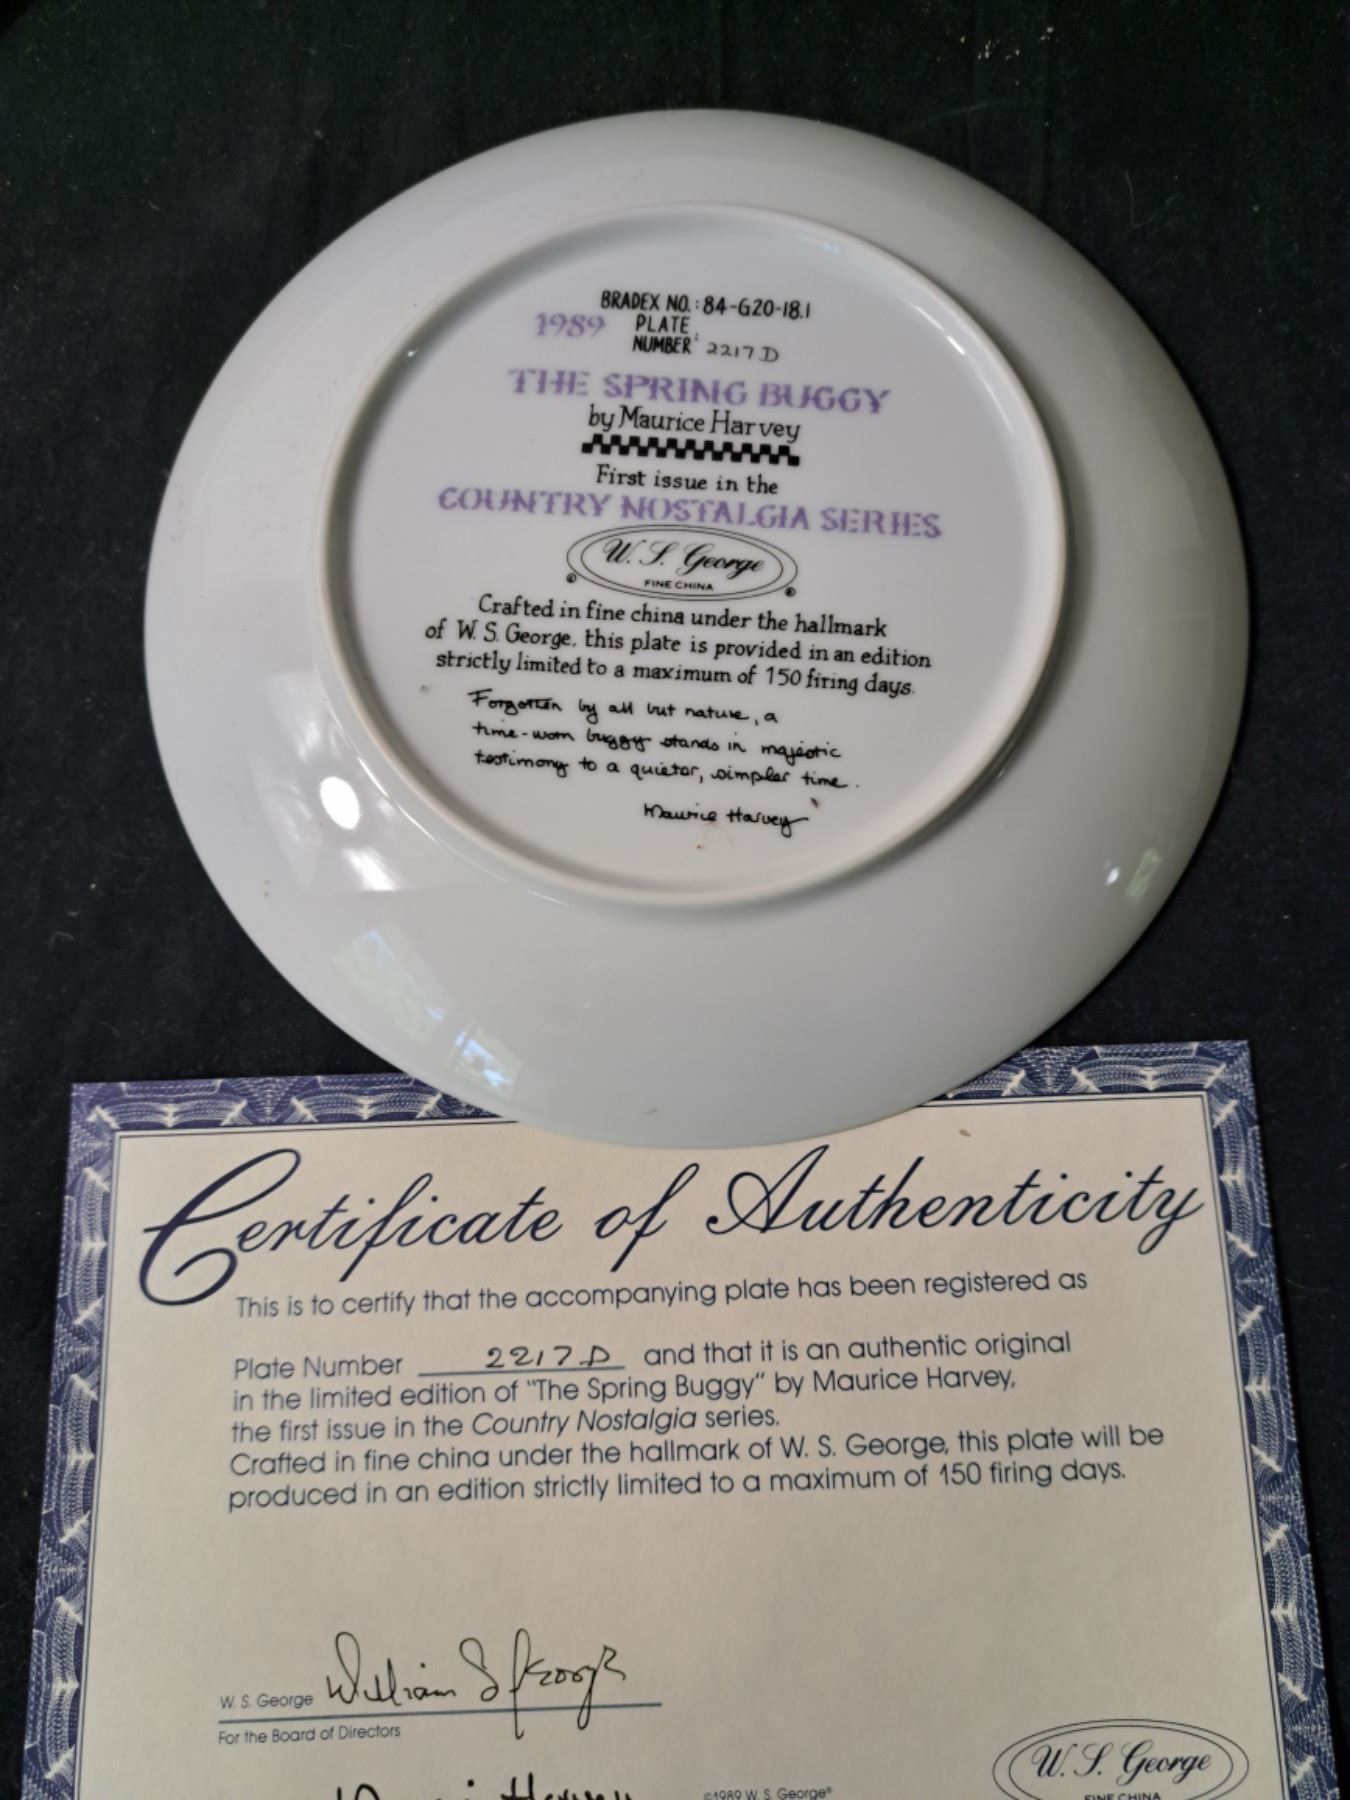 BRADEX NO.: 84-G20-18.1
1989 PLATE
NUMBER: 2217D
THE SPRING BUGGY
by Maurice Harvey
First issue in the
COUNTRY NOSTALGIA SERIES
W. S. George
FINE CHINA
® ®
Crafted in fine china under the hallmark
of W. S. George, this plate is provided in an edition
strictly limited to a maximum of 150 firing days.
Forgotten by all but nature, a
time-worn buggy stands in majestic
testimony to a quieter, simpler time.
Maurice Harvey
Certificate of Authenticity
This is to certify that the accompanying plate has been registered as
Plate Number 2217D and that it is an authentic original
in the limited edition of "The Spring Buggy" by Maurice Harvey,
the first issue in the Country Nostalgia series.
Crafted in fine china under the hallmark of W. S. George, this plate will be
produced in an edition strictly limited to a maximum of 150 firing days.
W. S. George William S George
For the Board of Directors
W. S. George
FINE CHINA
Harvey
©1989 W. S. George®